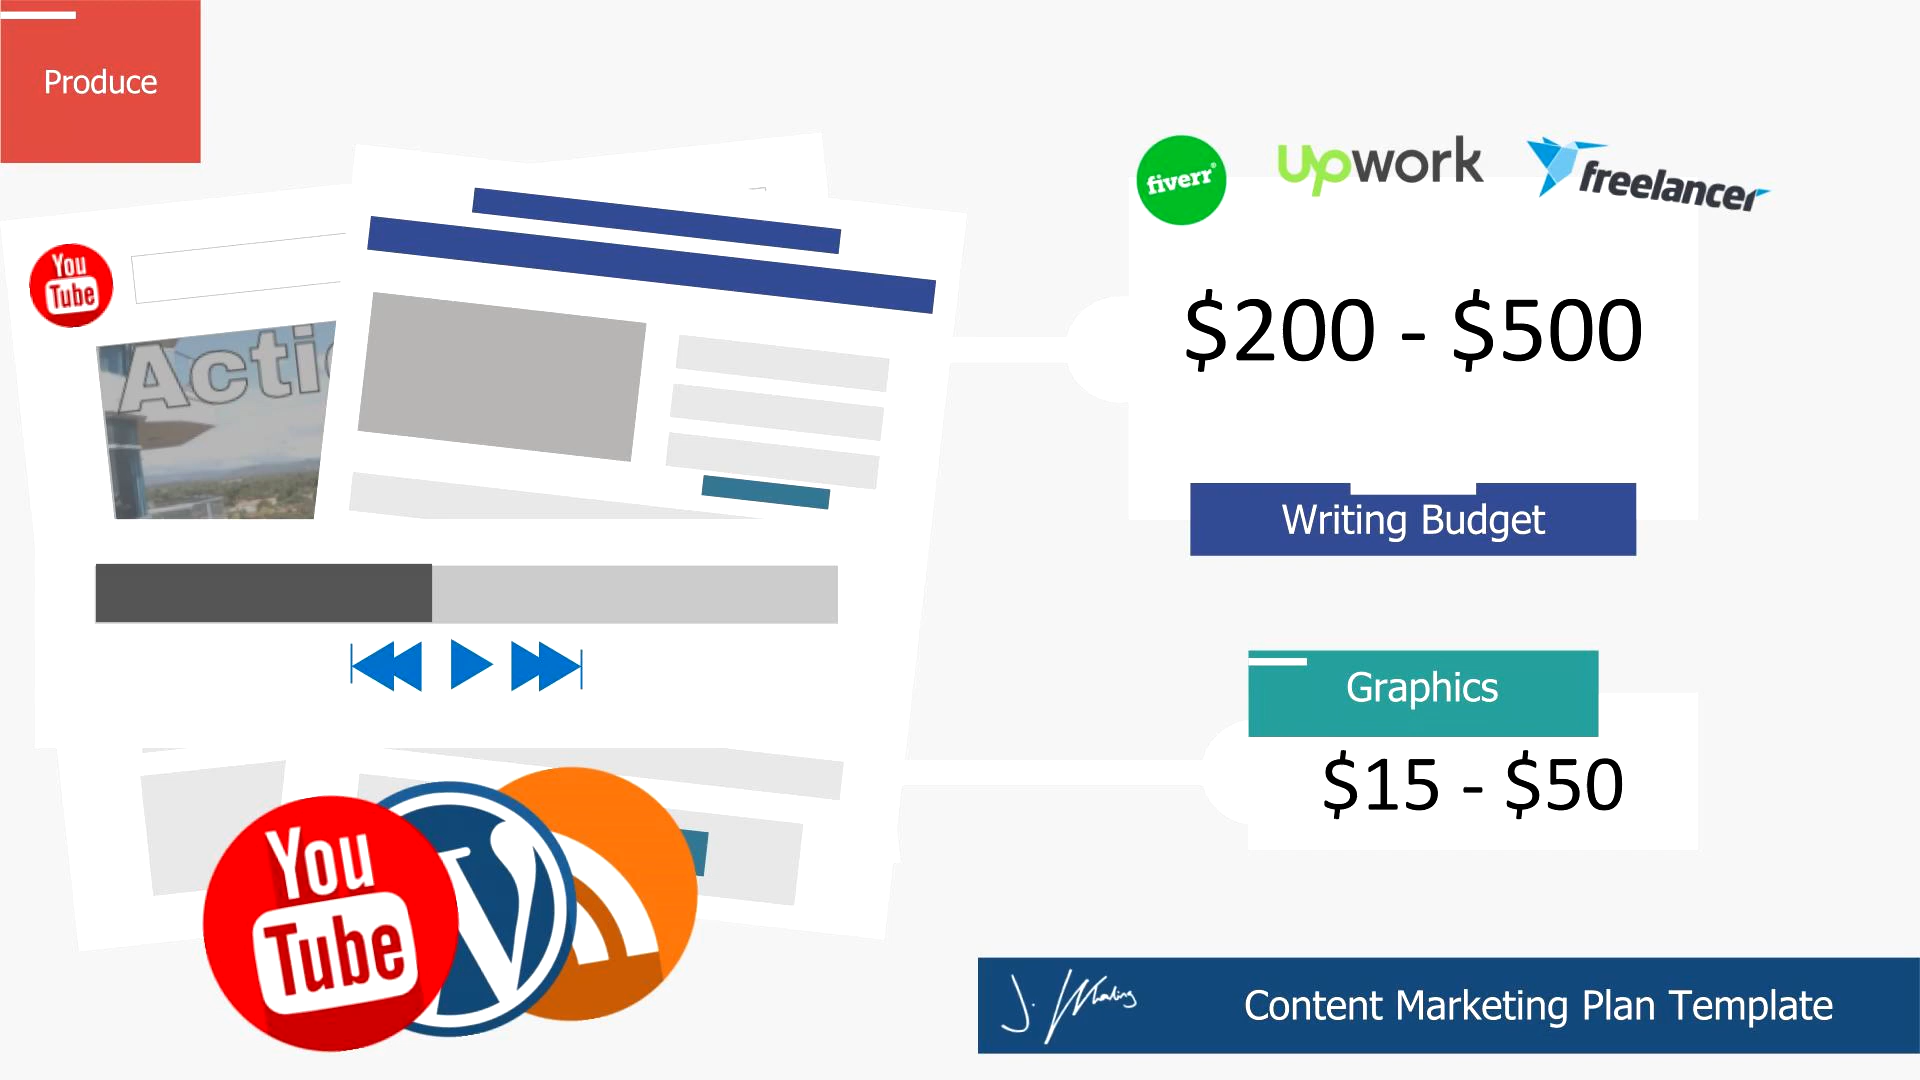 Produce
fiverr
upwork
freelancer
You
Tube
Acti
$200 - $500
Writing Budget
Graphics
$15 - $50
You
Tube
Content Marketing Plan Template